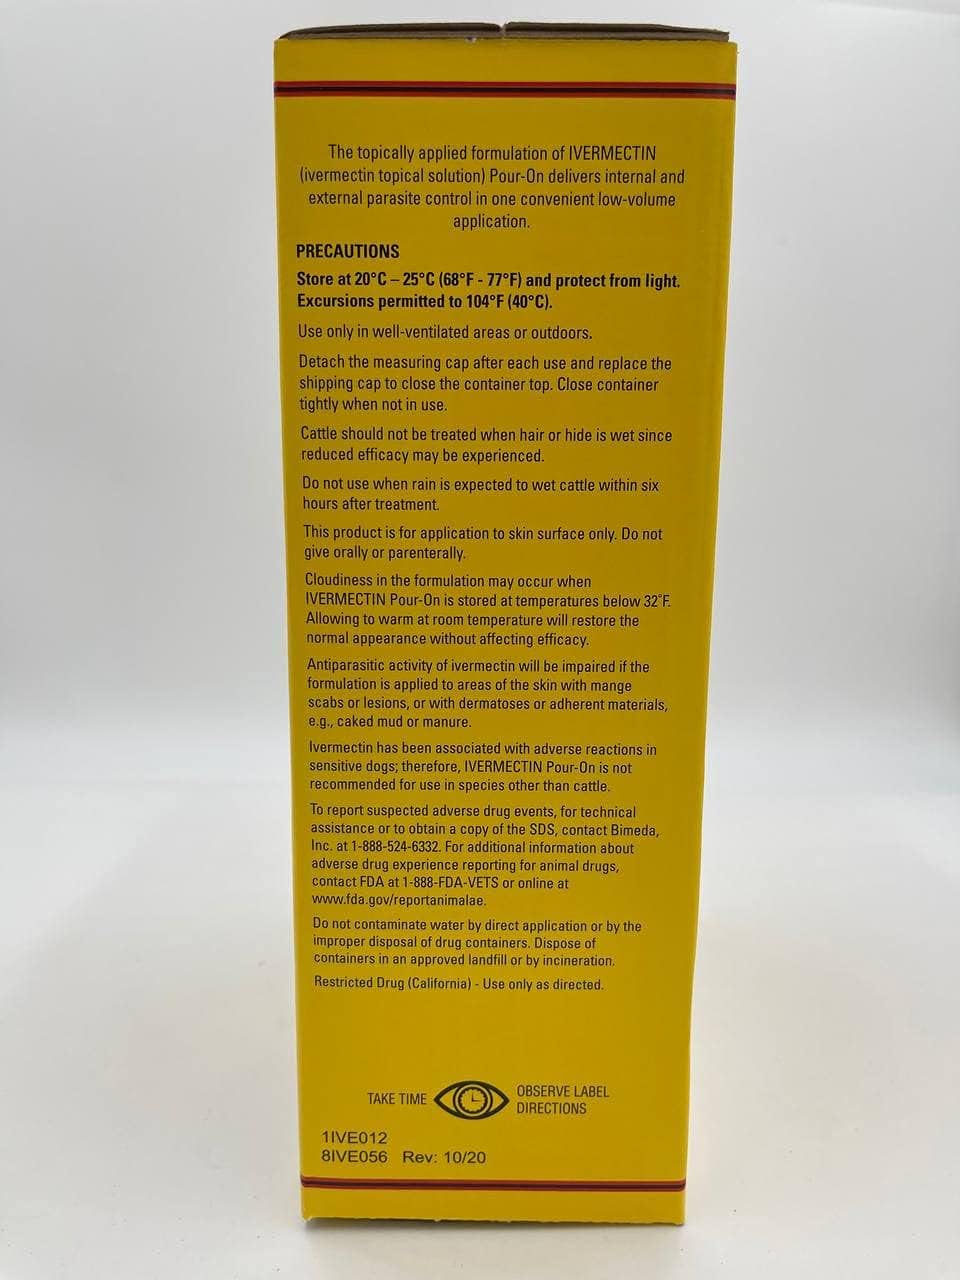 The topically applied formulation of IVERMECTIN
(ivermectin topical solution) Pour-On delivers internal and
external parasite control in one convenient low-volume
application.
PRECAUTIONS
Store at 20°C – 25°C (68°F - 77°F) and protect from light.
Excursions permitted to 104°F (40°C).
Use only in well-ventilated areas or outdoors.
Detach the measuring cap after each use and replace the
shipping cap to close the container top. Close container
tightly when not in use.
Cattle should not be treated when hair or hide is wet since
reduced efficacy may be experienced.
Do not use when rain is expected to wet cattle within six
hours after treatment.
This product is for application to skin surface only. Do not
give orally or parenterally.
Cloudiness in the formulation may occur when
IVERMECTIN Pour-On is stored at temperatures below 32°F.
Allowing to warm at room temperature will restore the
normal appearance without affecting efficacy.
Antiparasitic activity of ivermectin will be impaired if the
formulation is applied to areas of the skin with mange
scabs or lesions, or with dermatoses or adherent materials,
e.g., caked mud or manure.
Ivermectin has been associated with adverse reactions in
sensitive dogs; therefore, IVERMECTIN Pour-On is not
recommended for use in species other than cattle.
To report suspected adverse drug events, for technical
assistance or to obtain a copy of the SDS, contact Bimeda,
Inc. at 1-888-524-6332. For additional information about
adverse drug experience reporting for animal drugs,
contact FDA at 1-888-FDA-VETS or online at
www.fda.gov/reportanimalae.
Do not contaminate water by direct application or by the
improper disposal of drug containers. Dispose of
containers in an approved landfill or by incineration.
Restricted Drug (California) - Use only as directed.
TAKE TIME OBSERVE LABEL
DIRECTIONS
1IVE012
8IVE056 Rev: 10/20